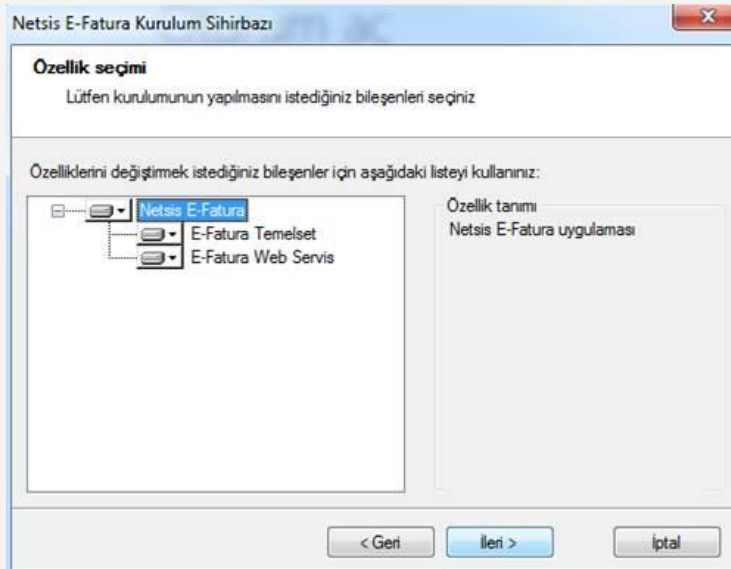 Netsis E-Fatura Kurulum Sihirbazı
Özellik seçimi
Lütfen kurulumunun yapılmasını istediğiniz bileşenleri seçiniz
Özelliklerini değiştirmek istediğiniz bileşenler için aşağıdaki listeyi kullanınız:
Netsis E-Fatura
E-Fatura Temelset
E-Fatura Web Servis
Özellik tanımı
Netsis E-Fatura uygulaması
< Geri
İleri >
İptal